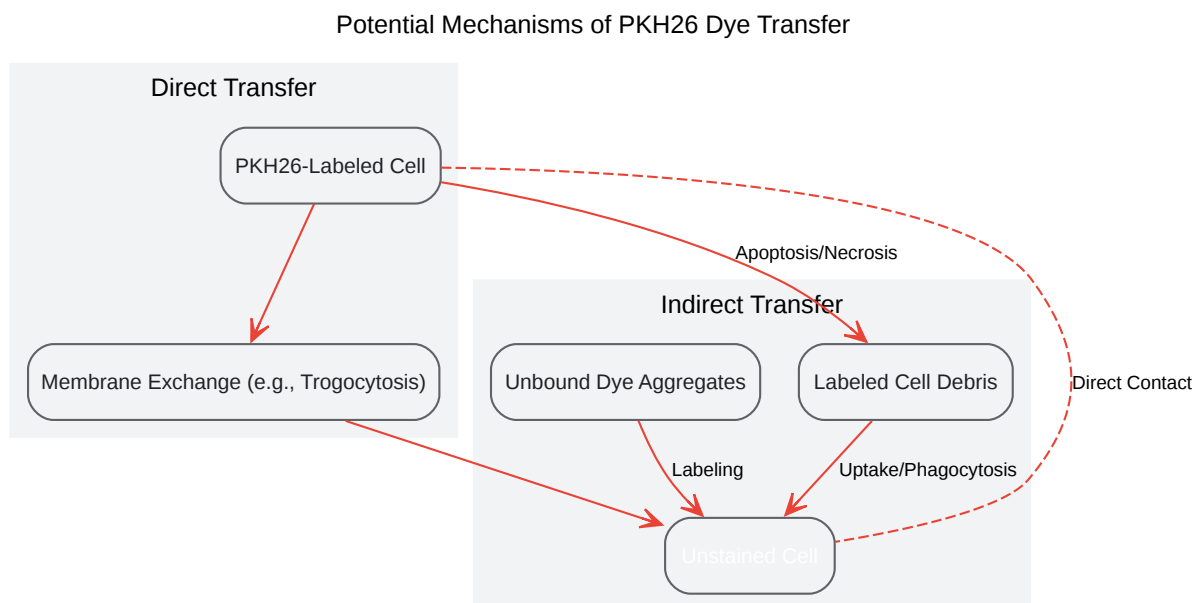 Potential Mechanisms of PKH26 Dye Transfer
Direct Transfer
PKH26-Labeled Cell
Apoptosis/Necrosis
Indirect Transfer
Membrane Exchange (e.g., Trogocytosis)
Unbound Dye Aggregates
Labeled Cell Debris
Direct Contact
Labeling
Uptake/Phagocytosis
Unstained Cell